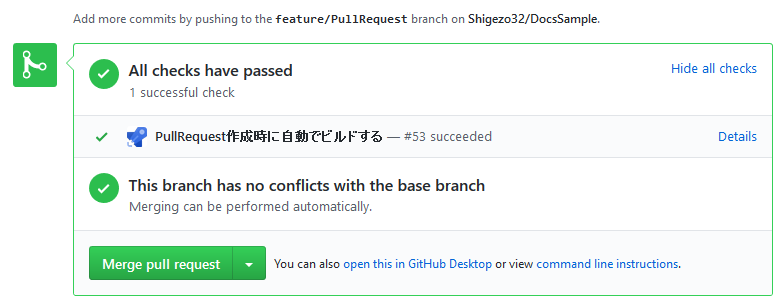 Add more commits by pushing to the feature/PullRequest branch on Shigezo32/DocsSample.
All checks have passed
Hide all checks
1 successful check
PullRequest作成時に自動でビルドする — #53 succeeded
Details
This branch has no conflicts with the base branch
Merging can be performed automatically.
Merge pull request
You can also open this in GitHub Desktop or view command line instructions.